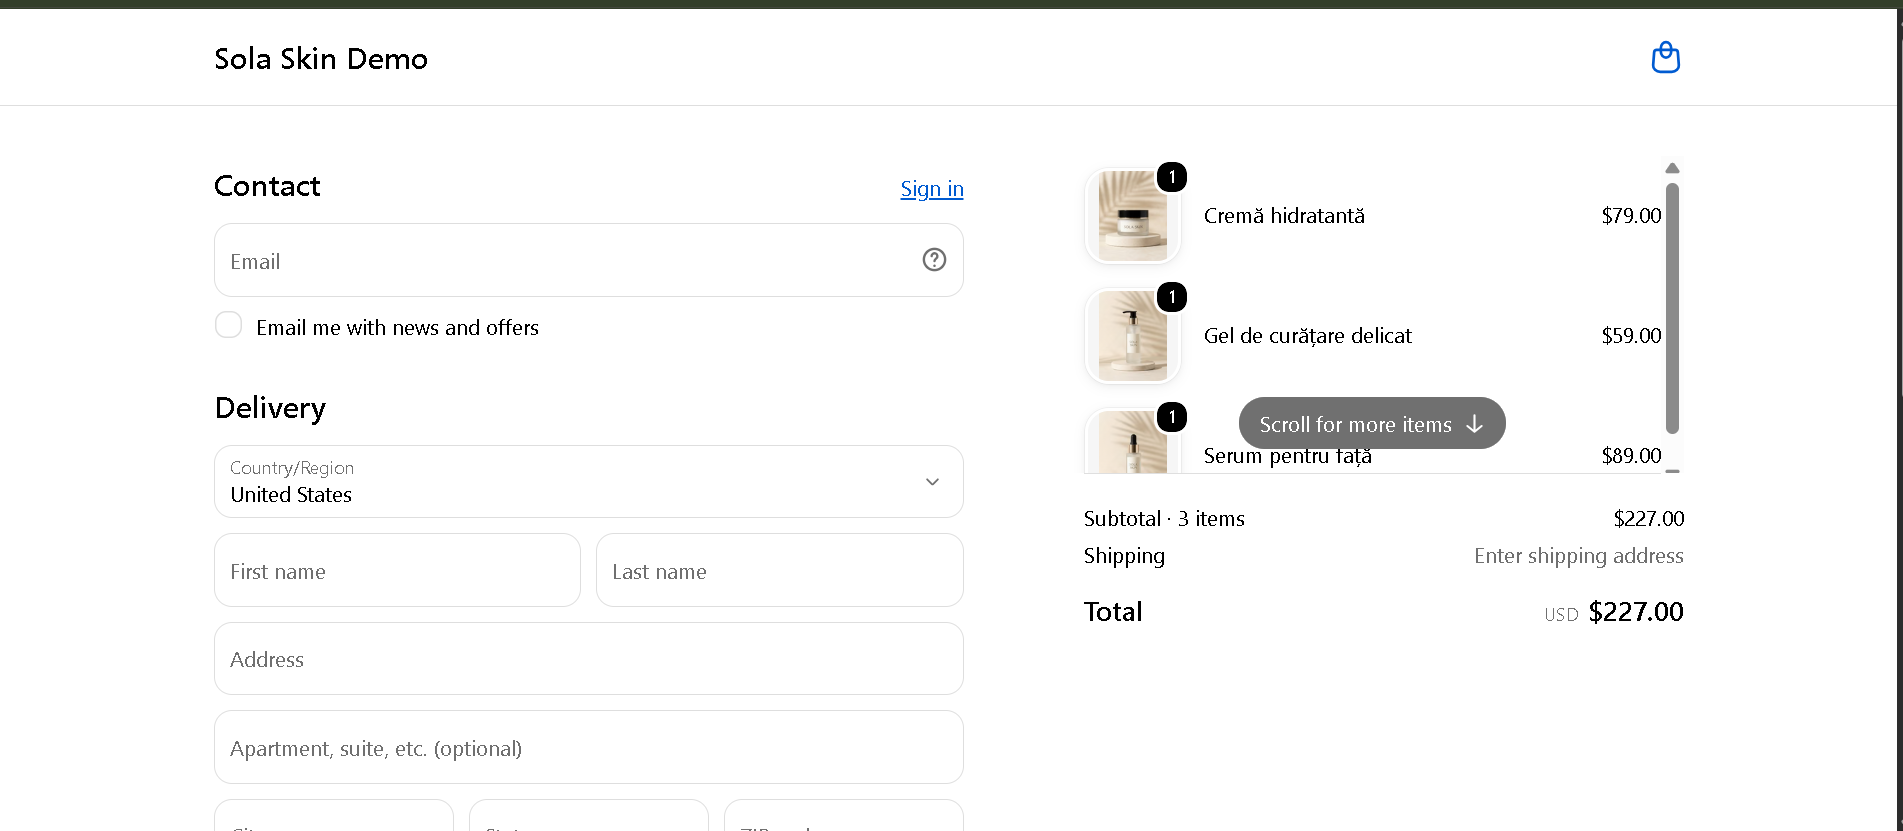 Sola Skin Demo
Contact
Sign in
Email
Email me with news and offers
Delivery
Country/Region
United States
First name
Last name
Address
Apartment, suite, etc. (optional)
1
Cremă hidratantă
$79.00
1
Gel de curățare delicat
$59.00
1
Scroll for more items
Serum pentru față
$89.00
Subtotal · 3 items
$227.00
Shipping
Enter shipping address
Total
USD $227.00